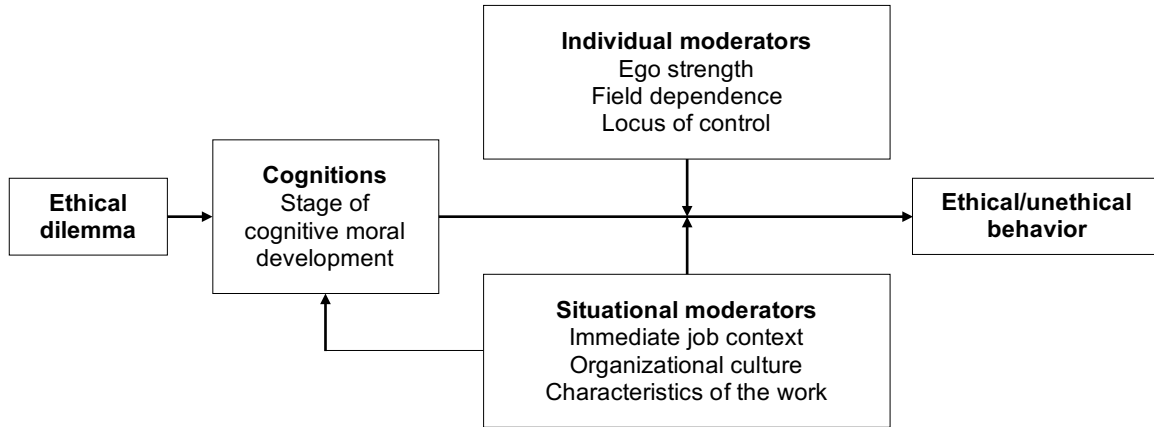 Individual moderators
Ego strength
Field dependence
Locus of control
Ethical
dilemma
Cognitions
Stage of
cognitive moral
development
Ethical/unethical
behavior
Situational moderators
Immediate job context
Organizational culture
Characteristics of the work